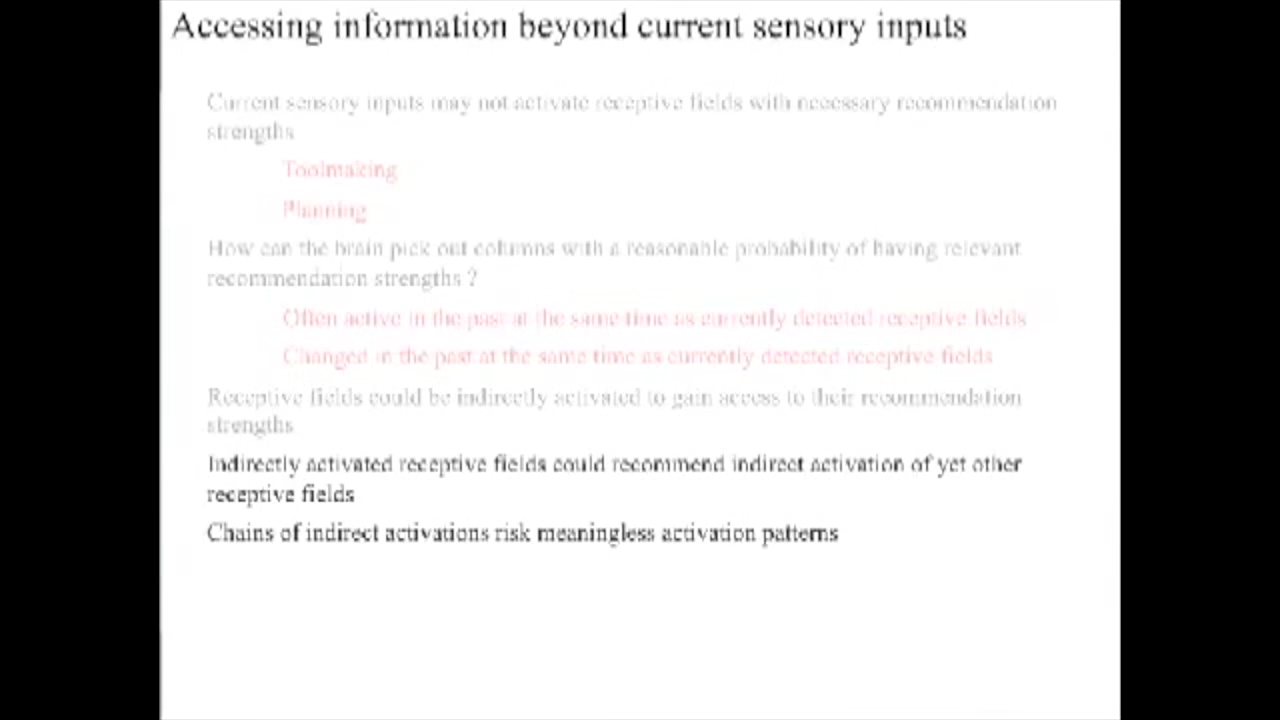 Accessing information beyond current sensory inputs
Current sensory inputs may not activate receptive fields with necessary recommendation
strengths
Toolmaking
Planning
How can the brain pick out columns with a reasonable probability of having relevant
recommendation strengths ?
Often active in the past at the same time as currently detected receptive fields
Changed in the past at the same time as currently detected receptive fields
Receptive fields could be indirectly activated to gain access to their recommendation
strengths
Indirectly activated receptive fields could recommend indirect activation of yet other
receptive fields
Chains of indirect activations risk meaningless activation patterns